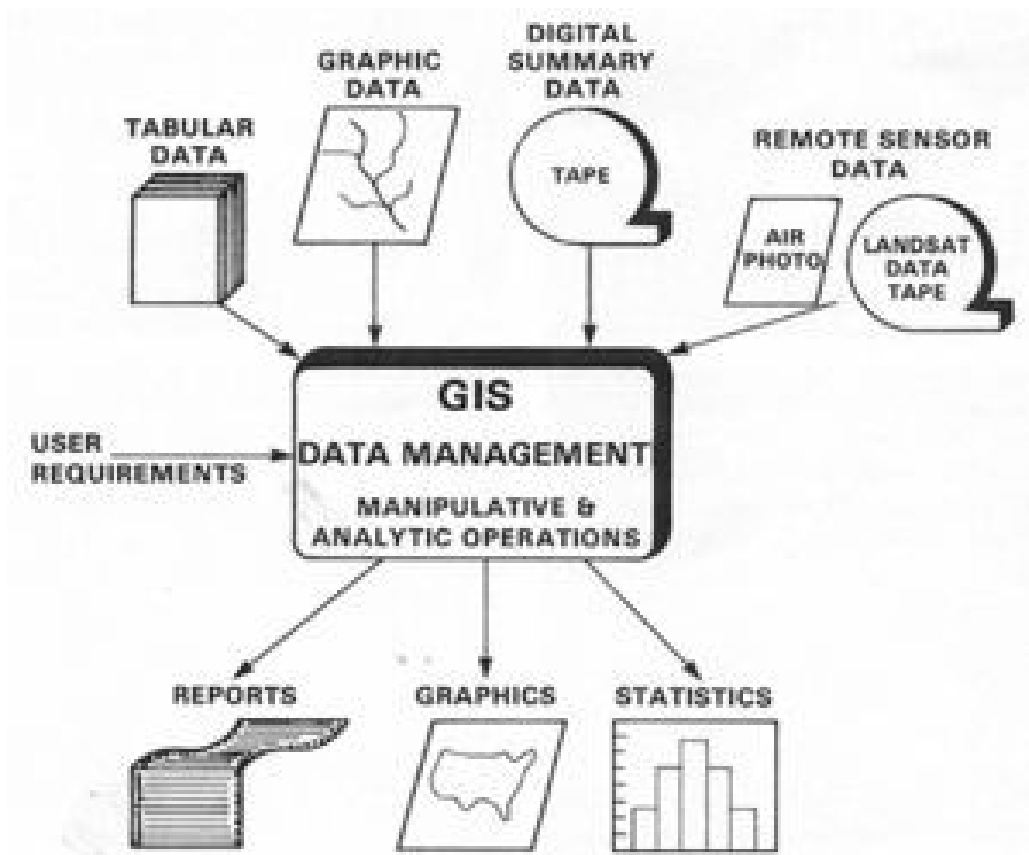 TABULAR
DATA
GRAPHIC
DATA
DIGITAL
SUMMARY
DATA
TAPE
REMOTE SENSOR
DATA
AIR
PHOTO
LANDSAT
DATA
TAPE
USER
REQUIREMENTS
GIS
DATA MANAGEMENT
MANIPULATIVE &
ANALYTIC OPERATIONS
REPORTS
GRAPHICS
STATISTICS